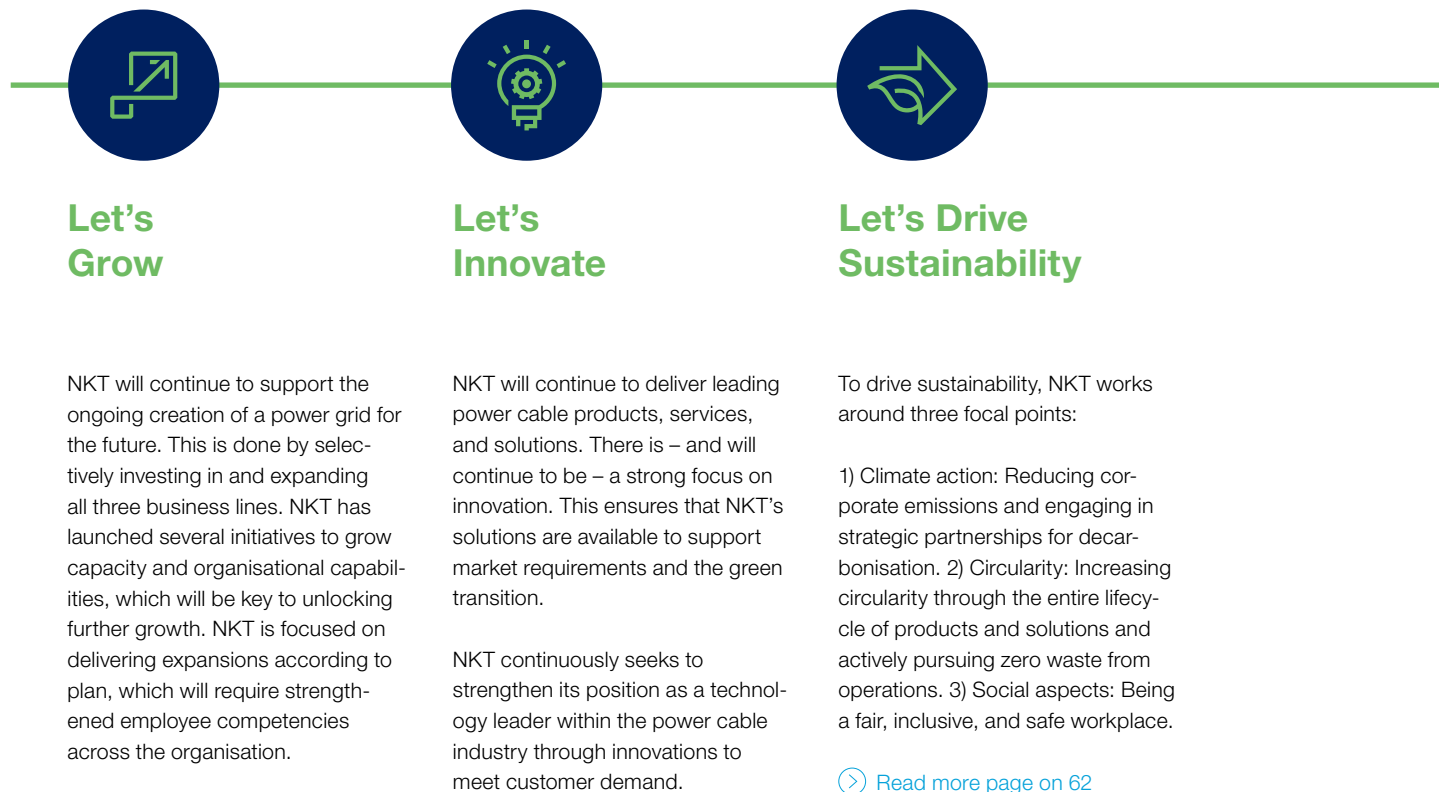 Let’s
Grow
NKT will continue to support the
ongoing creation of a power grid for
the future. This is done by selec-
tively investing in and expanding
all three business lines. NKT has
launched several initiatives to grow
capacity and organisational capabil-
ities, which will be key to unlocking
further growth. NKT is focused on
delivering expansions according to
plan, which will require strength-
ened employee competencies
across the organisation.
Let’s
Innovate
NKT will continue to deliver leading
power cable products, services,
and solutions. There is – and will
continue to be – a strong focus on
innovation. This ensures that NKT’s
solutions are available to support
market requirements and the green
transition.
NKT continuously seeks to
strengthen its position as a technol-
ogy leader within the power cable
industry through innovations to
meet customer demand.
Let’s Drive
Sustainability
To drive sustainability, NKT works
around three focal points:
1) Climate action: Reducing cor-
porate emissions and engaging in
strategic partnerships for decar-
bonisation. 2) Circularity: Increasing
circularity through the entire lifecy-
cle of products and solutions and
actively pursuing zero waste from
operations. 3) Social aspects: Being
a fair, inclusive, and safe workplace.
Read more page on 62